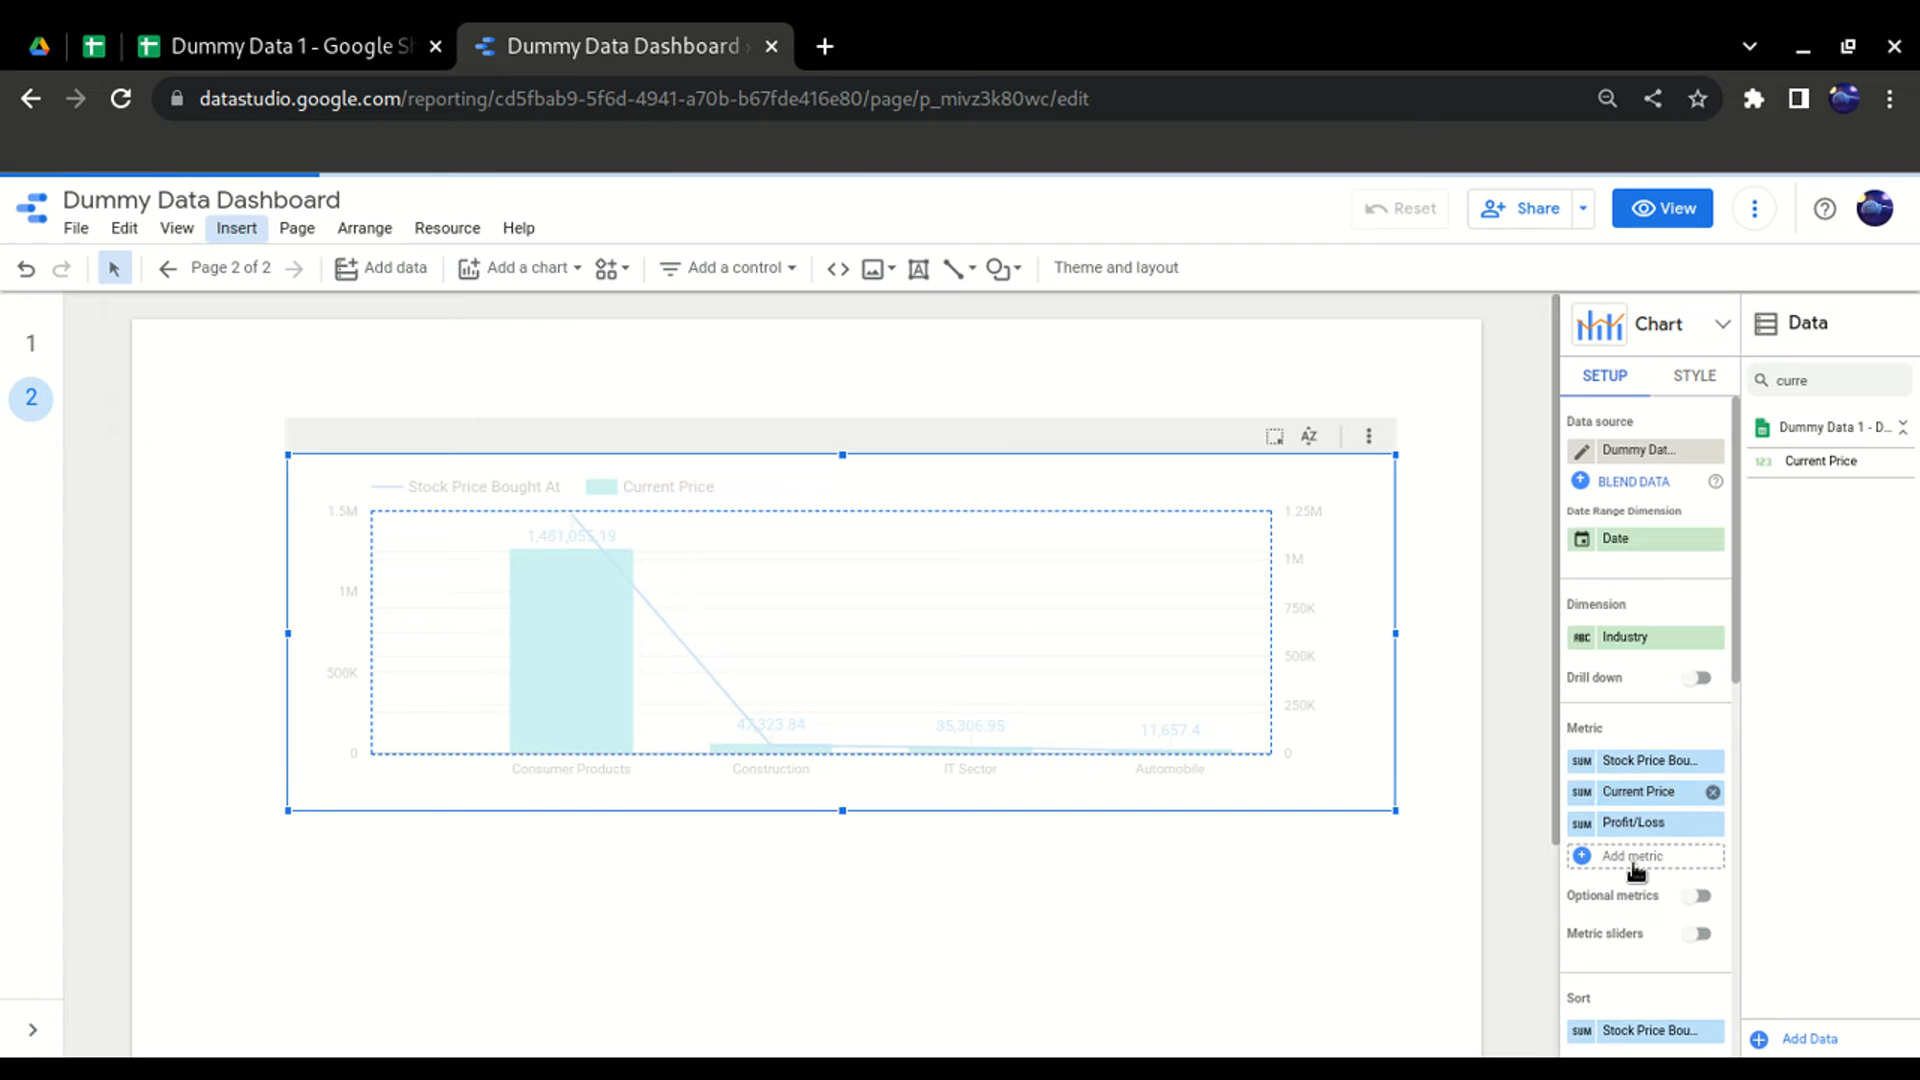 Dummy Data 1 - Google Sh
Dummy Data Dashboard ›
datastudio.google.com/reporting/cd5fbab9-5f6d-4941-a70b-b67fde416e80/page/p_mivz3k80wc/edit
Dummy Data Dashboard
Reset
Share
View
File Edit View Insert Page Arrange Resource Help
Page 2 of 2
Add data
Add a chart
Add a control
Theme and layout
1
2
Stock Price Bought At
Current Price
1.5M
1M
500K
0
1.25M
1M
750K
500K
250K
0
1,481,055.19
47,323.84
35,306.95
11,657.4
Consumer Products
Construction
IT Sector
Automobile
Chart
SETUP
STYLE
Data source
Dummy Dat...
BLEND DATA
Date Range Dimension
Date
Dimension
ABC Industry
Drill down
Metric
SUM Stock Price Bou...
SUM Current Price
SUM Profit/Loss
Add metric
Optional metrics
Metric sliders
Sort
SUM Stock Price Bou...
Data
curre
Dummy Data 1 - D...
123 Current Price
Add Data